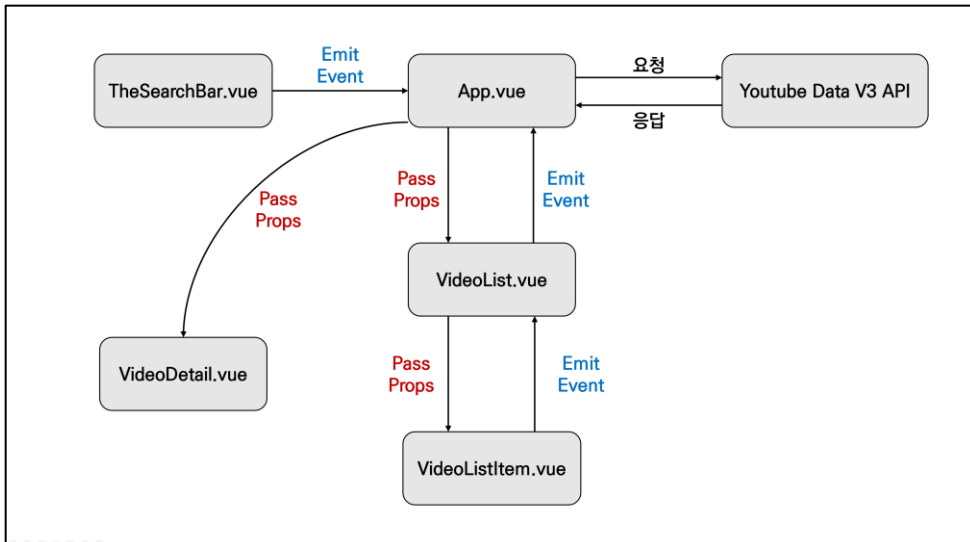 Emit
Event
요청
TheSearchBar.vue
App.vue
Youtube Data V3 API
응답
Pass
Props
Pass
Props
Emit
Event
VideoList.vue
VideoDetail.vue
Pass
Props
Emit
Event
VideoListItem.vue